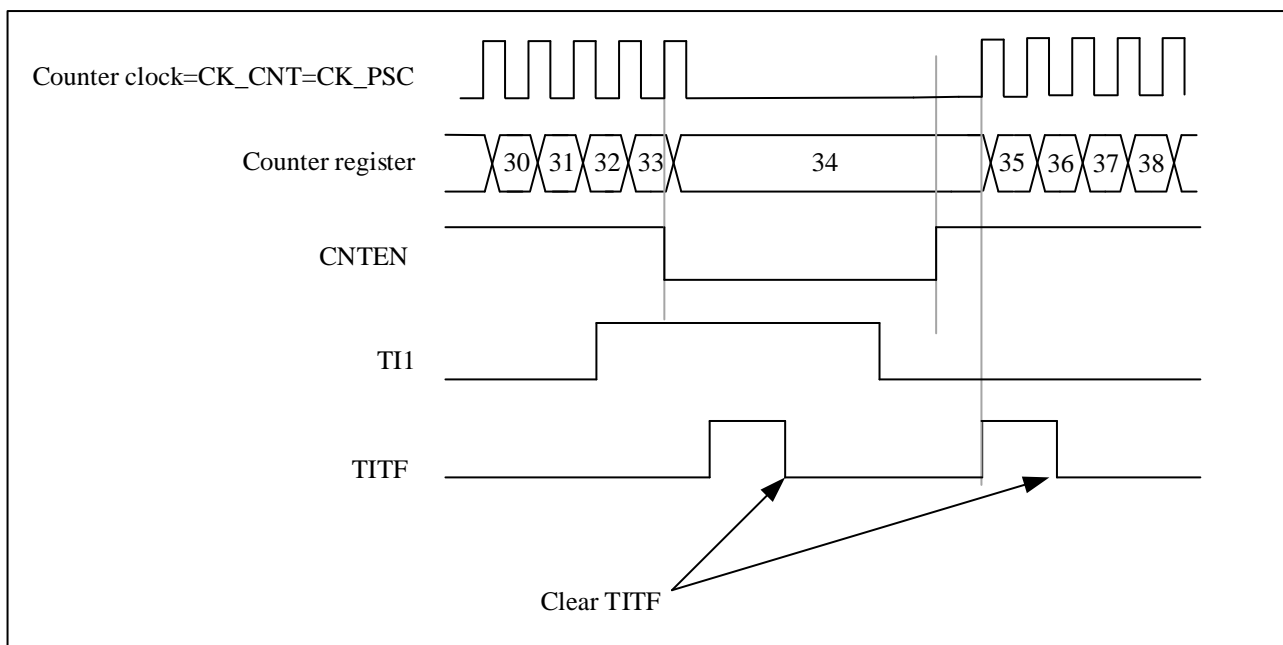 Counter clock=CK_CNT=CK_PSC
Counter register 30 31 32 33 34 35 36 37 38
CNTEN
TI1
TITF
Clear TITF